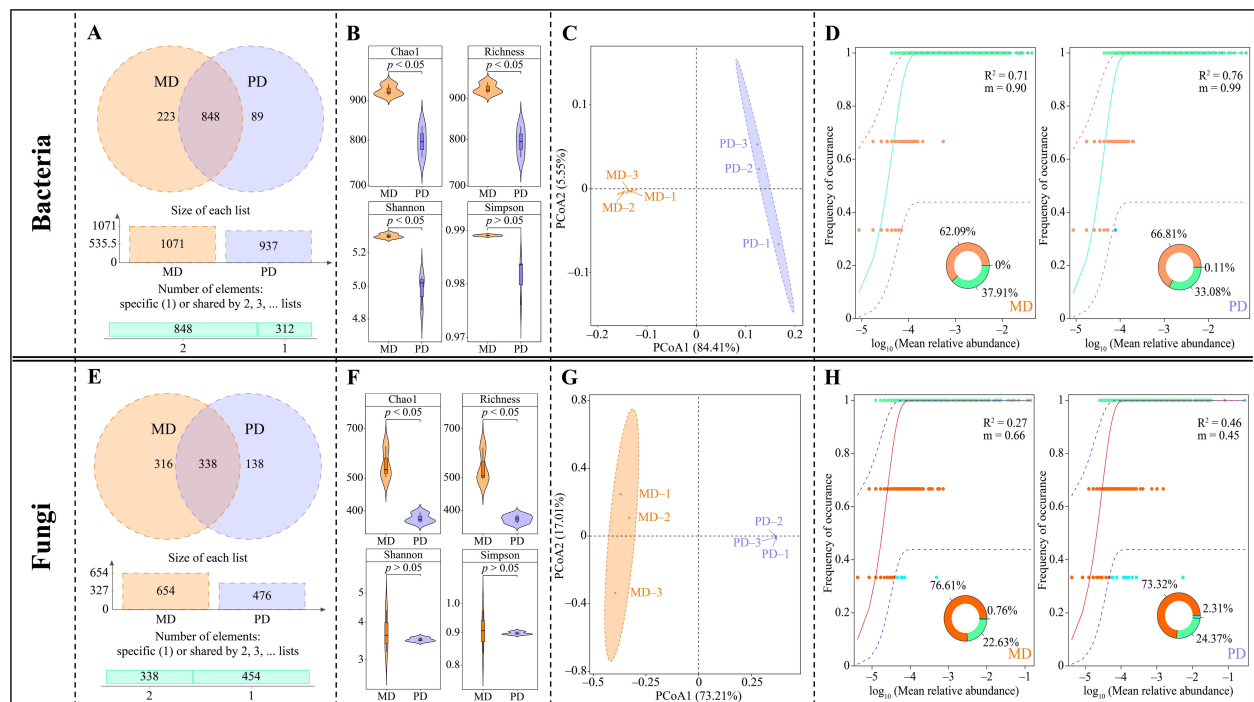 Bacteria
A
MD
PD
223
848
89
Size of each list
1071
535.5
0
1071
937
MD
PD
Number of elements:
specific (1) or shared by 2, 3, ... lists
848
312
2
1
B
Chao1
p < 0.05
900
800
700
MD
PD
Richness
p < 0.05
900
800
700
MD
PD
Shannon
p < 0.05
5.2
5.0
4.8
MD
PD
Simpson
p > 0.05
0.99
0.98
0.97
MD
PD
C
PCoA2 (5.55%)
0.1
0
−0.1
MD–3
MD–1
MD–2
PD–3
PD–2
PD–1
−0.2
−0.1
0.0
0.1
0.2
PCoA1 (84.41%)
D
Frequency of occurance
1
0.8
0.6
0.4
0.2
0
R² = 0.71
m = 0.90
62.09%
0%
37.91%
MD
−5
−4
−3
−2
log₁₀ (Mean relative abundance)
Frequency of occurance
1
0.8
0.6
0.4
0.2
0
R² = 0.76
m = 0.99
66.81%
0.11%
33.08%
PD
−5
−4
−3
−2
log₁₀ (Mean relative abundance)
Fungi
E
MD
PD
316
338
138
Size of each list
654
327
0
654
476
MD
PD
Number of elements:
specific (1) or shared by 2, 3, ... lists
338
454
2
1
F
Chao1
p < 0.05
700
500
400
MD
PD
Richness
p < 0.05
700
500
400
MD
PD
Shannon
p > 0.05
5
4
3
MD
PD
Simpson
p > 0.05
1.0
0.9
0.8
MD
PD
G
PCoA2 (17.01%)
0.8
0.4
0
−0.4
−0.8
MD–1
MD–2
MD–3
PD–2
PD–3
PD–1
−0.50
−0.25
0.00
0.25
PCoA1 (73.21%)
H
Frequency of occurance
1
0.8
0.6
0.4
0.2
0
R² = 0.27
m = 0.66
76.61%
0.76%
22.63%
MD
−5
−4
−3
−2
−1
log₁₀ (Mean relative abundance)
Frequency of occurance
1
0.8
0.6
0.4
0.2
0
R² = 0.46
m = 0.45
73.32%
2.31%
24.37%
PD
−5
−4
−3
−2
−1
log₁₀ (Mean relative abundance)